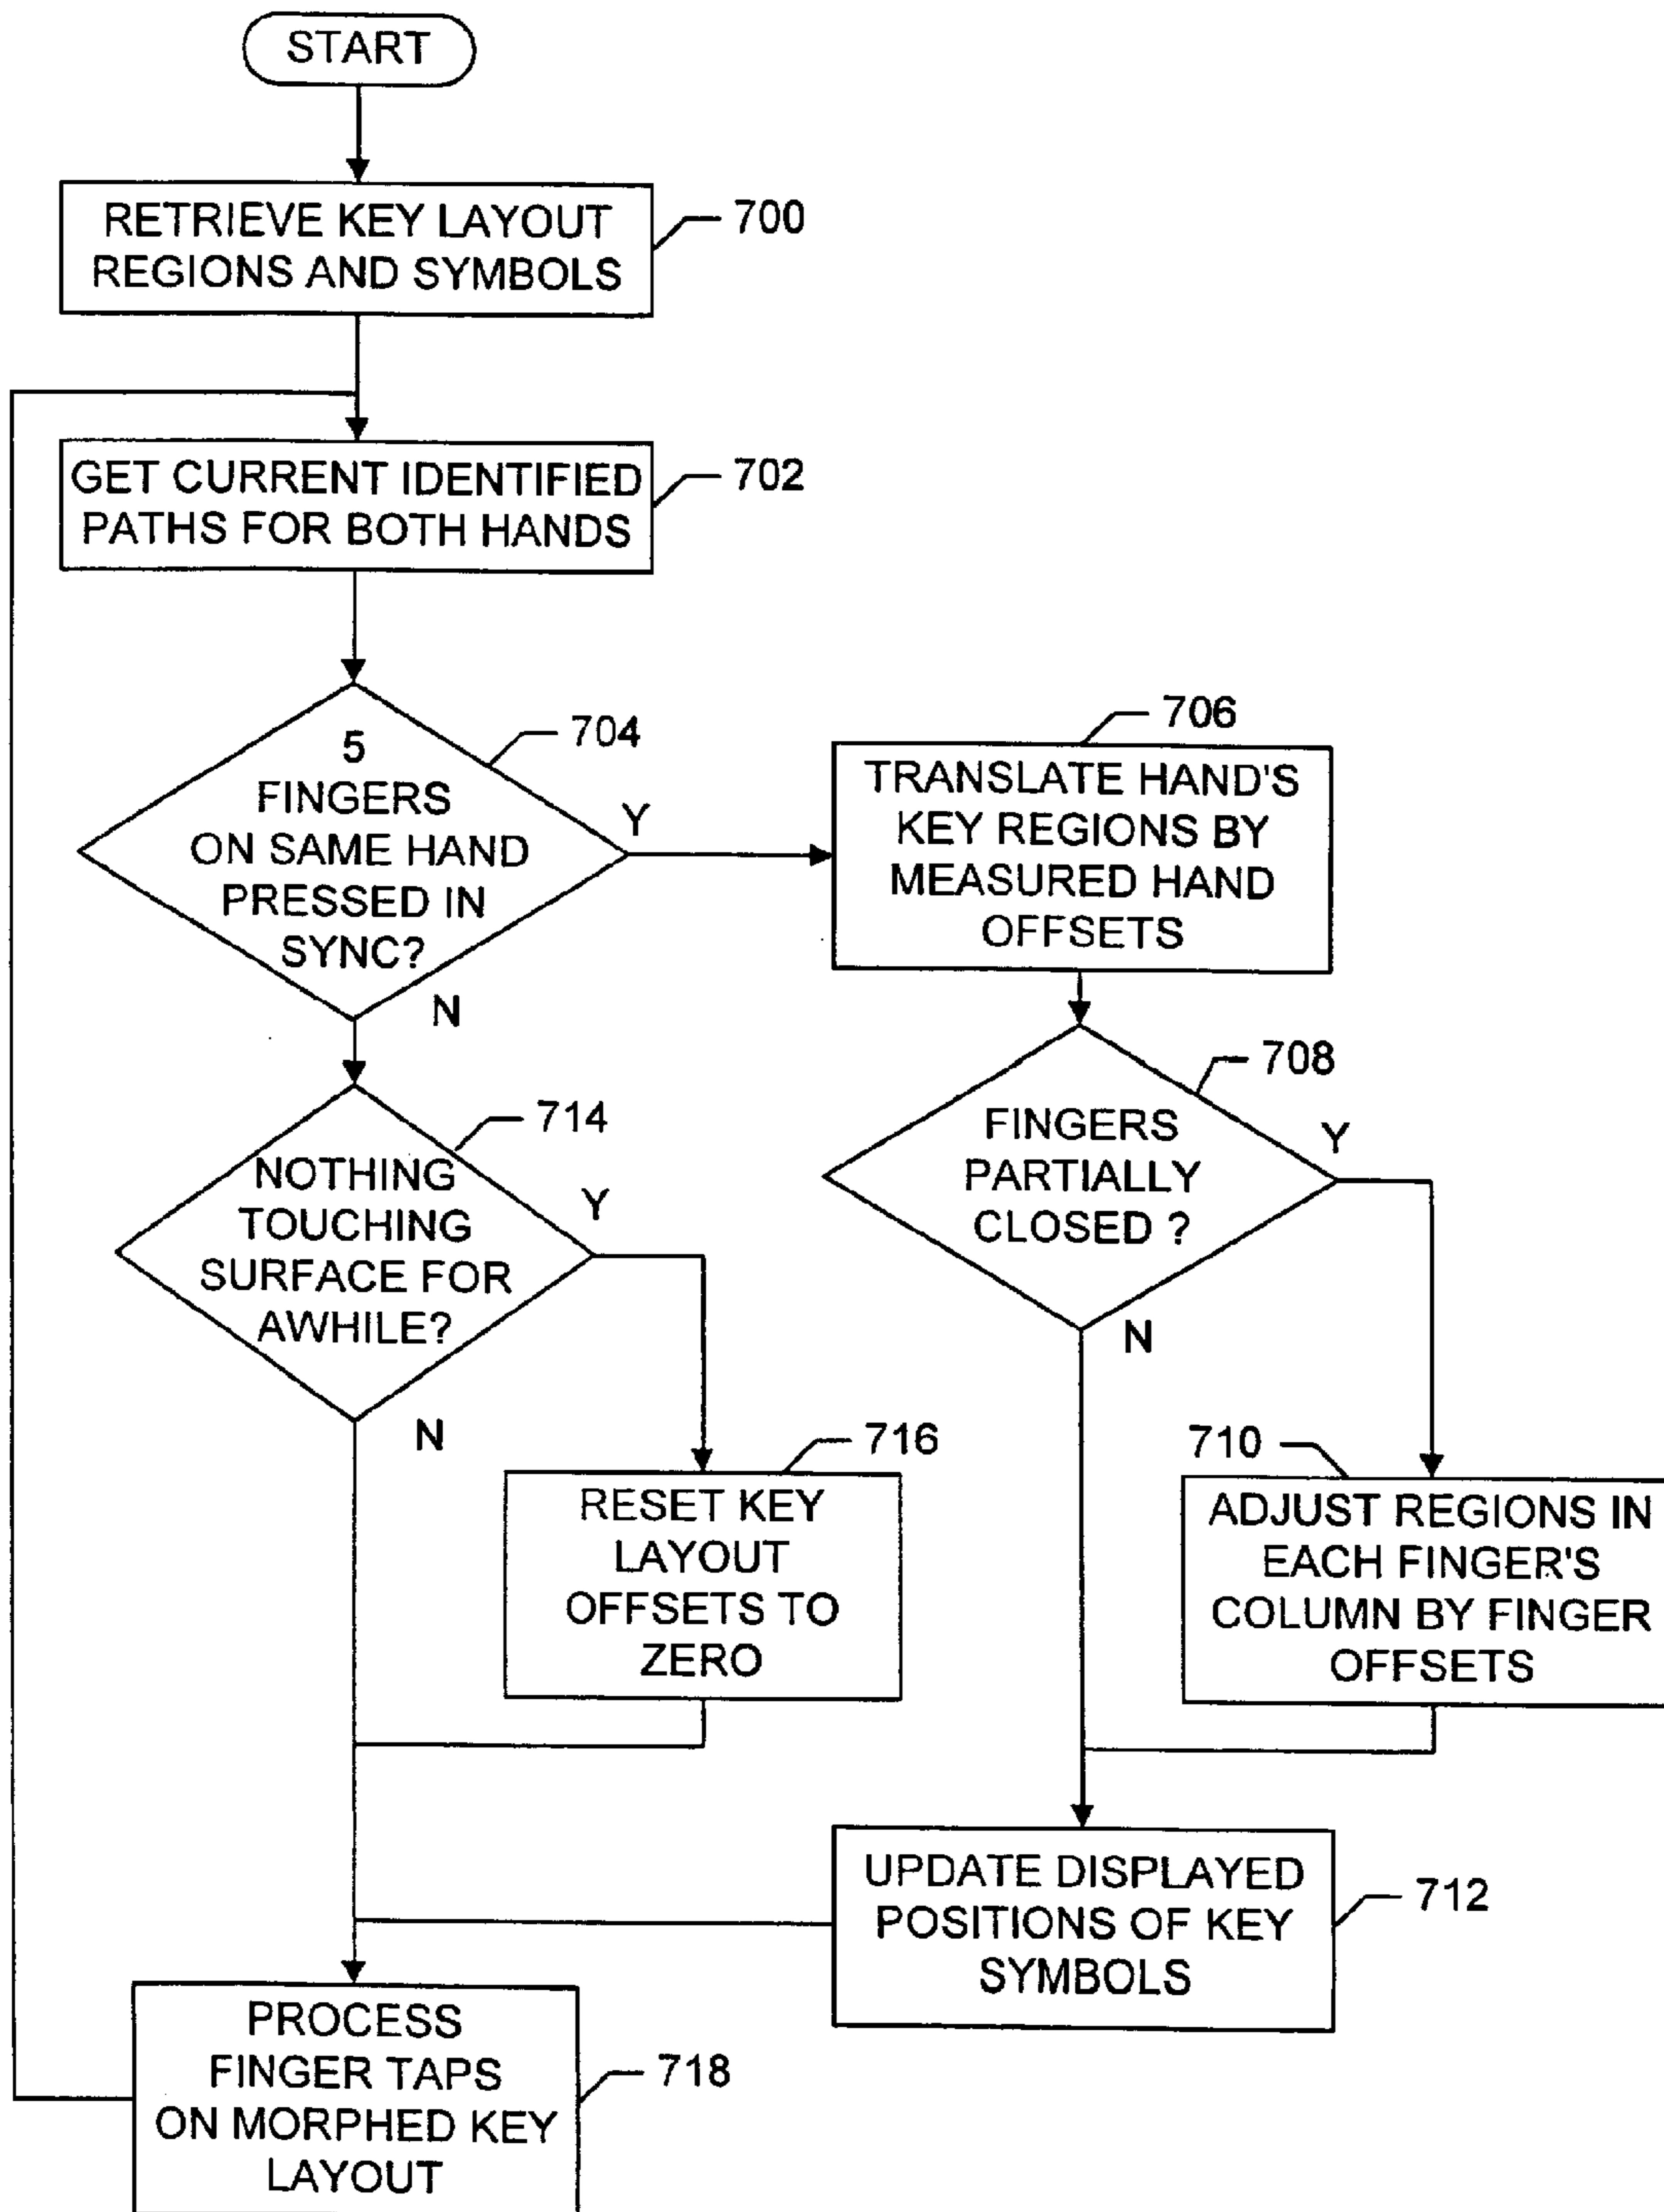 START
RETRIEVE KEY LAYOUT
REGIONS AND SYMBOLS
700
GET CURRENT IDENTIFIED
PATHS FOR BOTH HANDS
702
5
FINGERS
ON SAME HAND
PRESSED IN
SYNC?
704
Y
N
706
TRANSLATE HAND'S
KEY REGIONS BY
MEASURED HAND
OFFSETS
708
FINGERS
PARTIALLY
CLOSED ?
Y
N
714
NOTHING
TOUCHING
SURFACE FOR
AWHILE?
Y
N
716
RESET KEY
LAYOUT
OFFSETS TO
ZERO
710
ADJUST REGIONS IN
EACH FINGER'S
COLUMN BY FINGER
OFFSETS
UPDATE DISPLAYED
POSITIONS OF KEY
SYMBOLS
712
PROCESS
FINGER TAPS
ON MORPHED KEY
LAYOUT
718